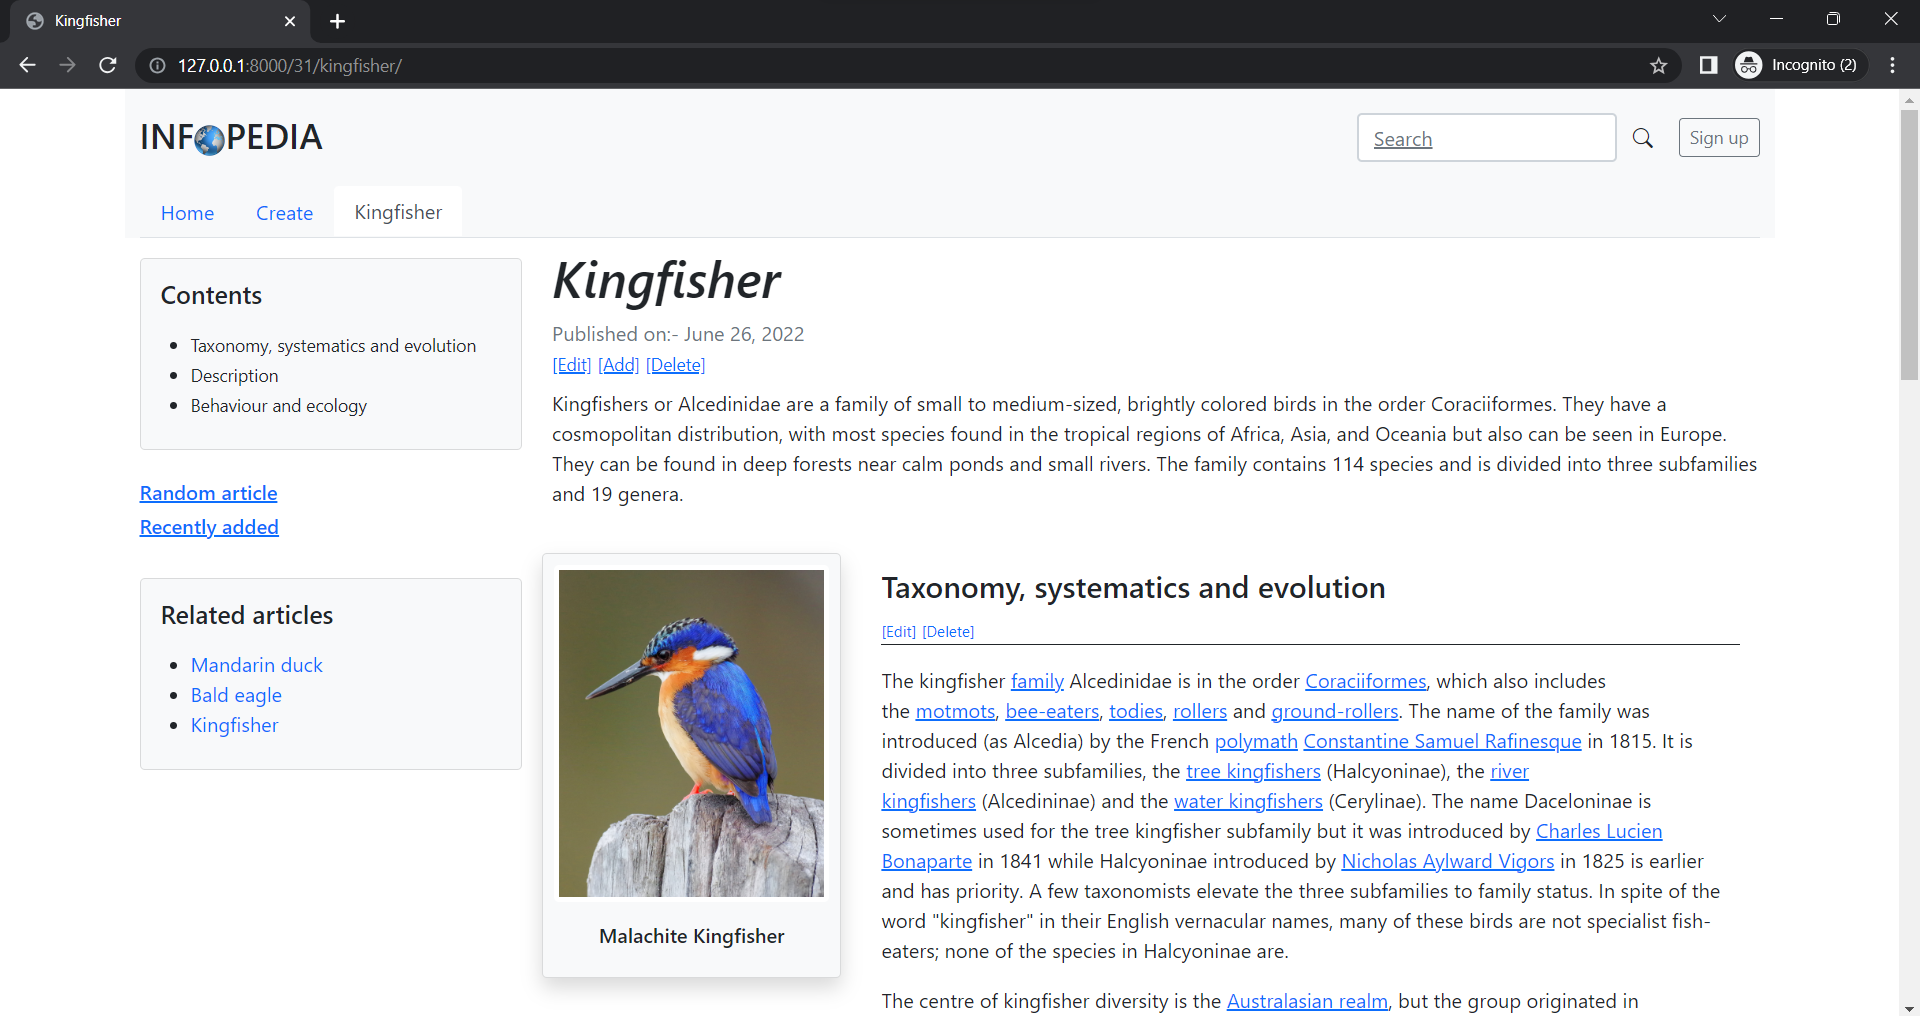 Kingfisher
127.0.0.1:8000/31/kingfisher/
Incognito (2)
INFOPEDIA
Search
Sign up
Home Create Kingfisher
Contents
Taxonomy, systematics and evolution
Description
Behaviour and ecology
Random article
Recently added
Related articles
Mandarin duck
Bald eagle
Kingfisher
Kingfisher
Published on:- June 26, 2022
[Edit] [Add] [Delete]
Kingfishers or Alcedinidae are a family of small to medium-sized, brightly colored birds in the order Coraciiformes. They have a
cosmopolitan distribution, with most species found in the tropical regions of Africa, Asia, and Oceania but also can be seen in Europe.
They can be found in deep forests near calm ponds and small rivers. The family contains 114 species and is divided into three subfamilies
and 19 genera.
Malachite Kingfisher
Taxonomy, systematics and evolution
[Edit] [Delete]
The kingfisher family Alcedinidae is in the order Coraciiformes, which also includes
the motmots, bee-eaters, todies, rollers and ground-rollers. The name of the family was
introduced (as Alcedia) by the French polymath Constantine Samuel Rafinesque in 1815. It is
divided into three subfamilies, the tree kingfishers (Halcyoninae), the river
kingfishers (Alcedininae) and the water kingfishers (Cerylinae). The name Daceloninae is
sometimes used for the tree kingfisher subfamily but it was introduced by Charles Lucien
Bonaparte in 1841 while Halcyoninae introduced by Nicholas Aylward Vigors in 1825 is earlier
and has priority. A few taxonomists elevate the three subfamilies to family status. In spite of the
word "kingfisher" in their English vernacular names, many of these birds are not specialist fish-
eaters; none of the species in Halcyoninae are.
The centre of kingfisher diversity is the Australasian realm, but the group originated in